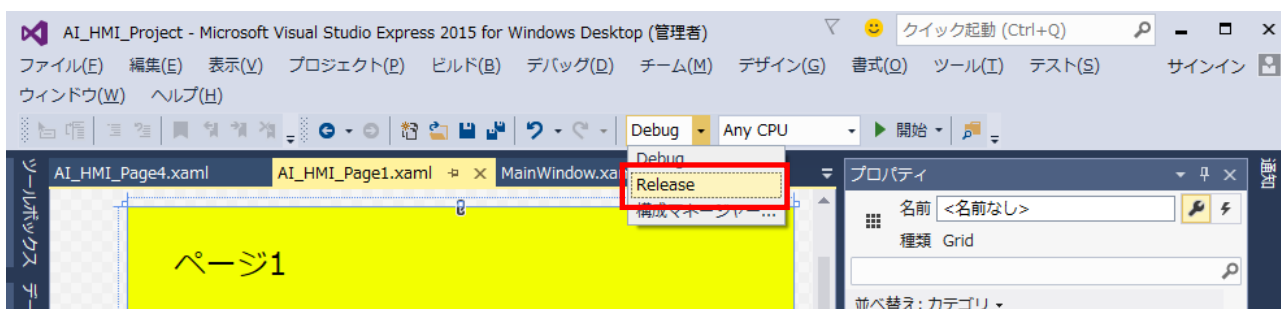 AI_HMI_Project - Microsoft Visual Studio Express 2015 for Windows Desktop (管理者)
クイック起動 (Ctrl+Q)
ファイル(F) 編集(E) 表示(V) プロジェクト(P) ビルド(B) デバッグ(D) チーム(M) デザイン(G) 書式(O) ツール(T) テスト(S) サインイン
ウィンドウ(W) ヘルプ(H)
Debug Any CPU 開始
Debug
Release
構成マネージャー...
ツールボックス
AI_HMI_Page4.xaml AI_HMI_Page1.xaml
ページ1
プロパティ
名前 <名前なし>
種類 Grid
並べ替え: カテゴリ
通知